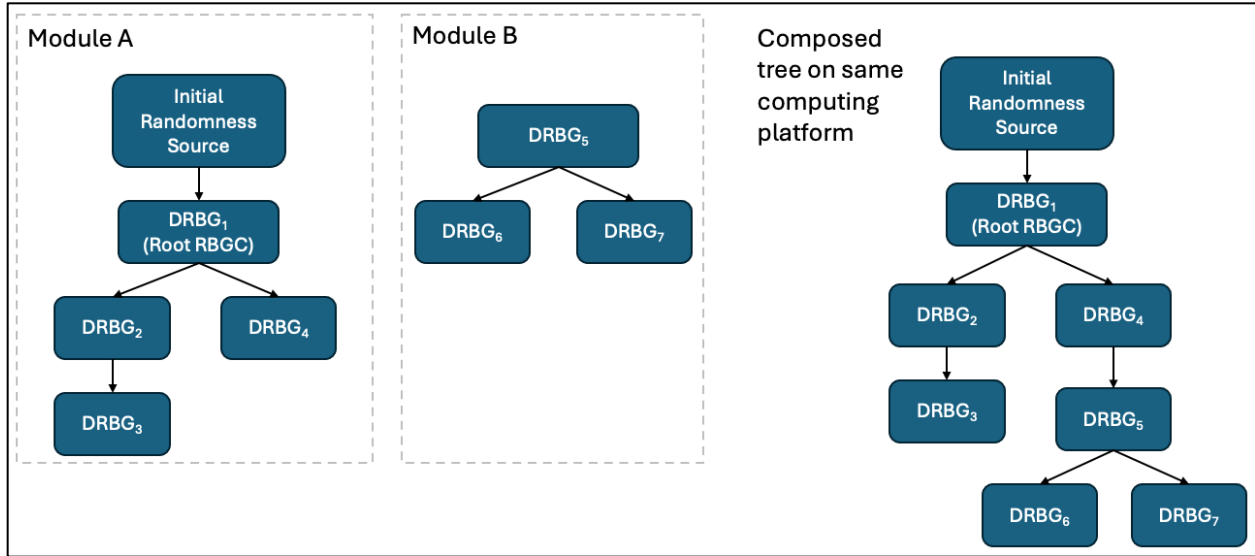 Module A
Initial
Randomness
Source
DRBG₁
(Root RBGC)
DRBG₂
DRBG₄
DRBG₃
Module B
DRBG₅
DRBG₆
DRBG₇
Composed
tree on same
computing
platform
Initial
Randomness
Source
DRBG₁
(Root RBGC)
DRBG₂
DRBG₄
DRBG₃
DRBG₅
DRBG₆
DRBG₇